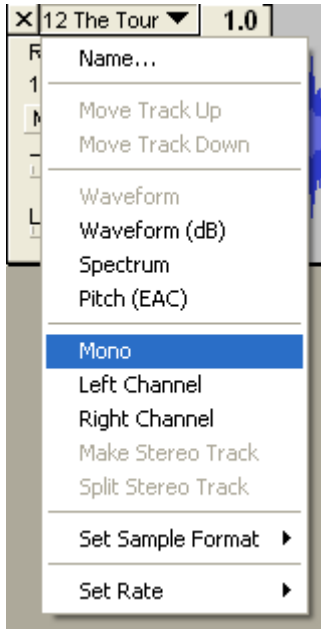 12 The Tour
1.0
Name...
Move Track Up
Move Track Down
Waveform
Waveform (dB)
Spectrum
Pitch (EAC)
Mono
Left Channel
Right Channel
Make Stereo Track
Split Stereo Track
Set Sample Format
Set Rate